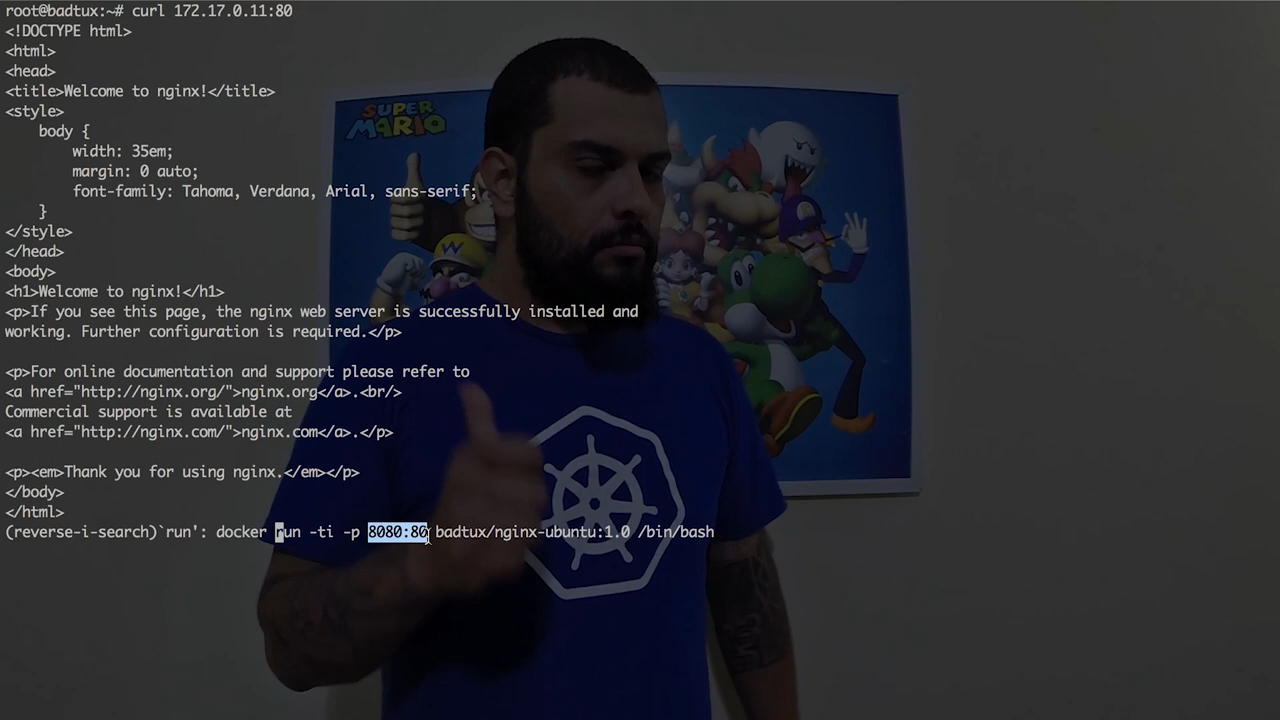 root@badtux:~# curl 172.17.0.11:80
<!DOCTYPE html>
<html>
<head>
<title>Welcome to nginx!</title>
<style>
    body {
        width: 35em;
        margin: 0 auto;
        font-family: Tahoma, Verdana, Arial, sans-serif;
    }
</style>
</head>
<body>
<h1>Welcome to nginx!</h1>
<p>If you see this page, the nginx web server is successfully installed and
working. Further configuration is required.</p>

<p>For online documentation and support please refer to
<a href="http://nginx.org/">nginx.org</a>.<br/>
Commercial support is available at
<a href="http://nginx.com/">nginx.com</a>.</p>

<p><em>Thank you for using nginx.</em></p>
</body>
</html>
(reverse-i-search)`run': docker run -ti -p 8080:80 badtux/nginx-ubuntu:1.0 /bin/bash
SUPER
MARIO